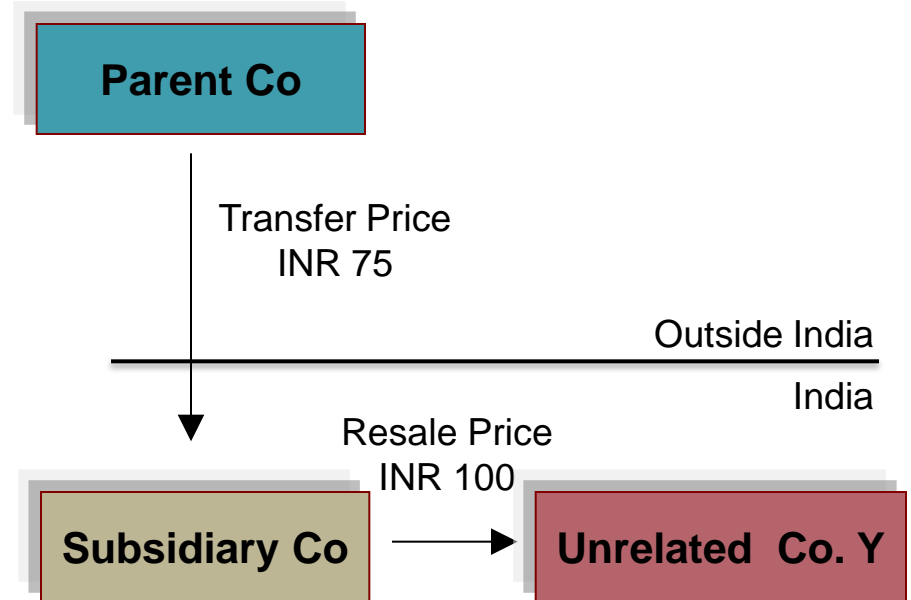 Parent Co
Transfer Price
INR 75
Outside India
India
Resale Price
INR 100
Subsidiary Co
Unrelated Co. Y